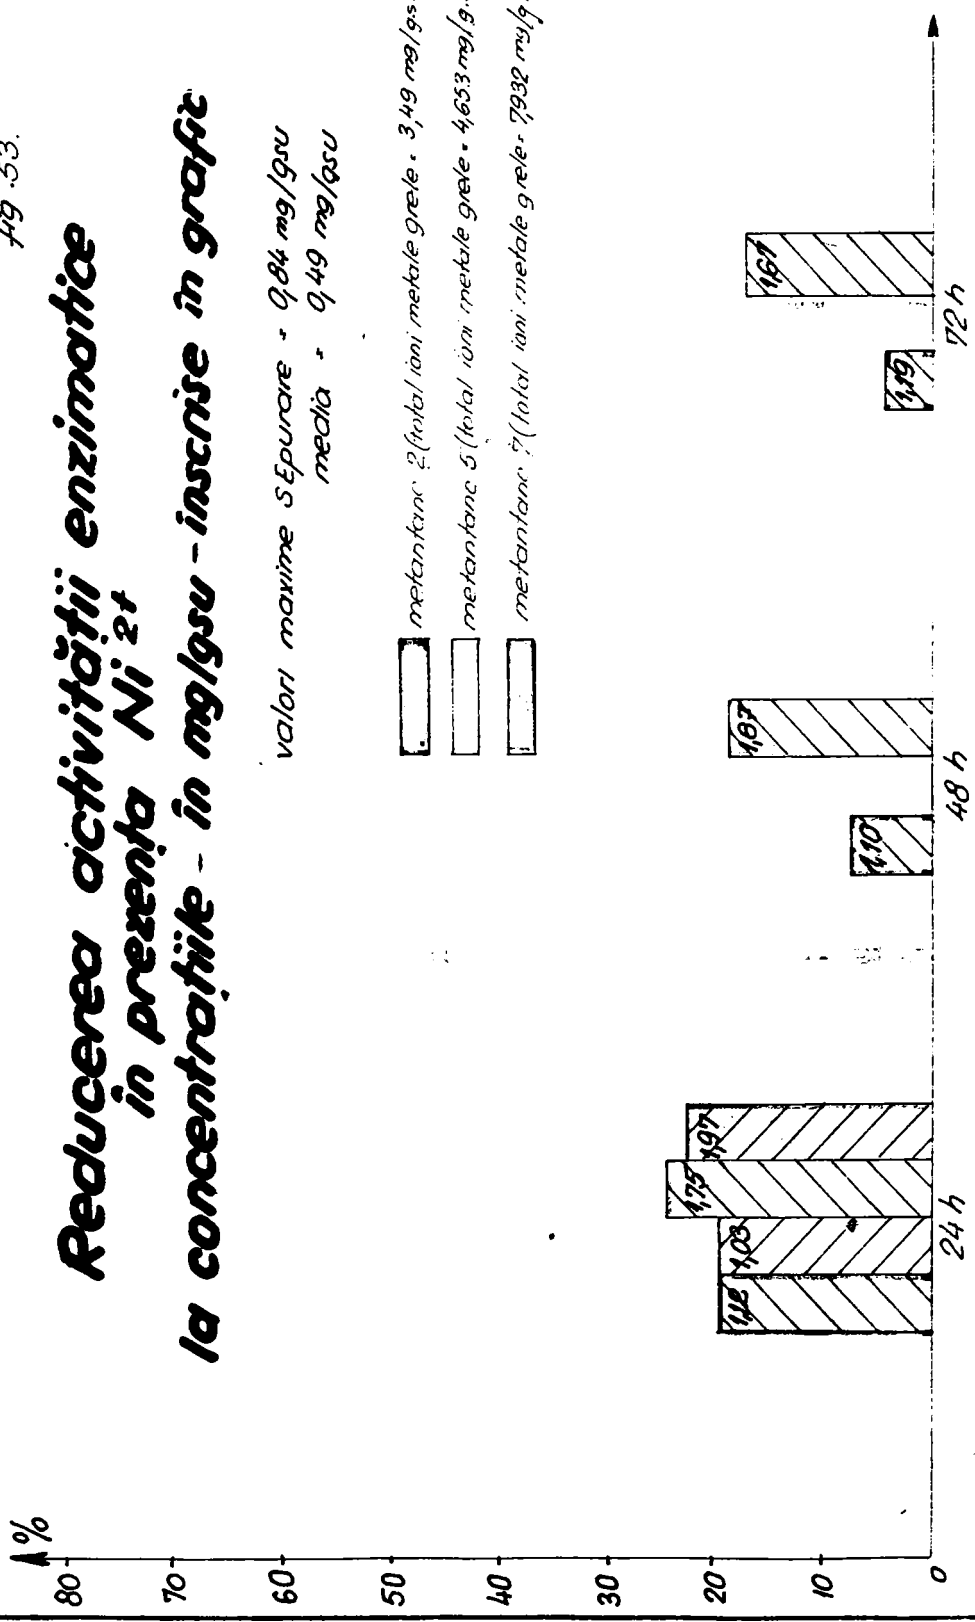 fig. 53.
Reducerea activității enzimatice
în prezența Ni 2+
la concentrațiile - în mg/gsu - inscrise în grafic
valori maxime SEpurare = 0,84 mg/gsu
media = 0,49 mg/gsu
metantanc 2 (total ioni metale grele = 3,49 mg/g.s
metantanc 5 (total ioni metale grele = 4,653 mg/g.
metantanc 7 (total ioni metale grele = 7,932 mg/g.
%
80
70
60
50
40
30
20
10
0
1,12
1,03
1,75
1,97
1,10
1,87
1,19
1,67
24 h
48 h
72 h